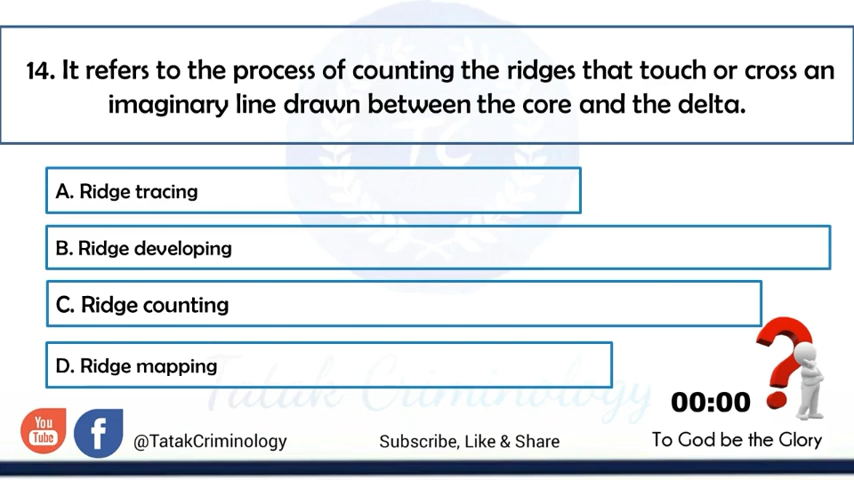 14. It refers to the process of counting the ridges that touch or cross an
imaginary line drawn between the core and the delta.
TC
A. Ridge tracing
B. Ridge developing
C. Ridge counting
D. Ridge mapping
Tatak Criminology
00:00
You
Tube
f
@TatakCriminology
Subscribe, Like & Share
To God be the Glory